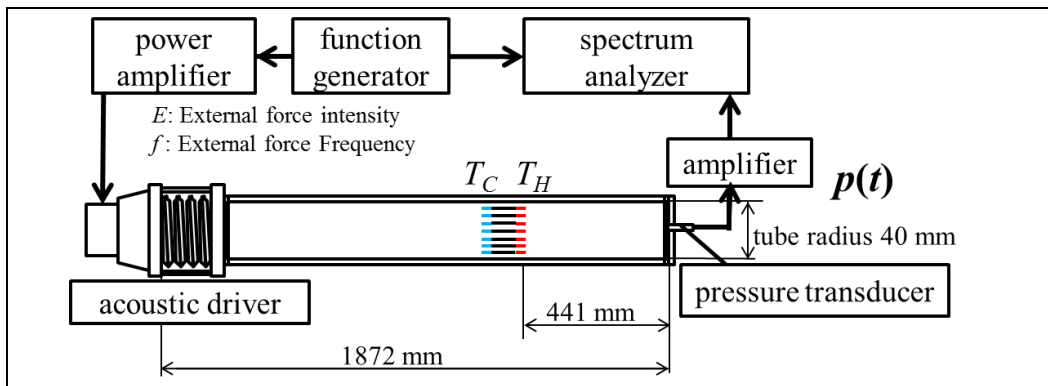 power
amplifier
function
generator
spectrum
analyzer
E: External force intensity
f : External force Frequency
amplifier
T_C T_H
p(t)
tube radius 40 mm
pressure transducer
acoustic driver
441 mm
1872 mm